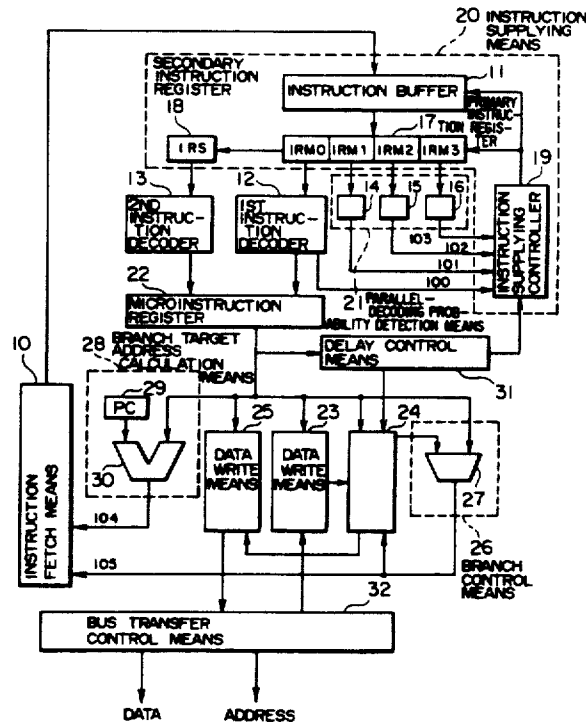 20 INSTRUCTION
SUPPLYING
MEANS
SECONDARY
INSTRUCTION
REGISTER
11
INSTRUCTION BUFFER
PRIMARY
INSTRUC-
TION REGIS-
TER
18
17
IRS
IRM0 IRM1 IRM2 IRM3
19
13
12
14
15
16
2ND
INSTRUC-
TION
DECODER
1ST
INSTRUC-
TION
DECODER
INSTRUCTION
SUPPLYING
CONTROLLER
103
102
101
100
22
21
PARALLEL-
DECODING PROB-
ABILITY DETECTION MEANS
MICROINSTRUCTION
REGISTER
BRANCH TARGET
ADDRESS
CALCULATION
MEANS
28
10
DELAY CONTROL
MEANS
31
29
PC
30
25
23
24
DATA
WRITE
MEANS
DATA
WRITE
MEANS
27
26
BRANCH
CONTROL
MEANS
INSTRUCTION
FETCH MEANS
104
105
32
BUS TRANSFER
CONTROL MEANS
DATA
ADDRESS